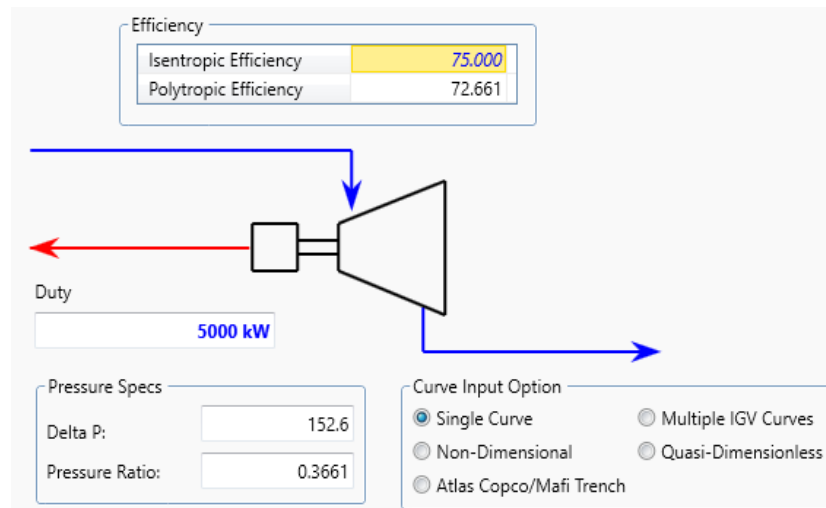 Efficiency
Isentropic Efficiency 75.000
Polytropic Efficiency 72.661
Duty
5000 kW
Pressure Specs
Delta P: 152.6
Pressure Ratio: 0.3661
Curve Input Option
Single Curve Multiple IGV Curves
Non-Dimensional Quasi-Dimensionless
Atlas Copco/Mafi Trench